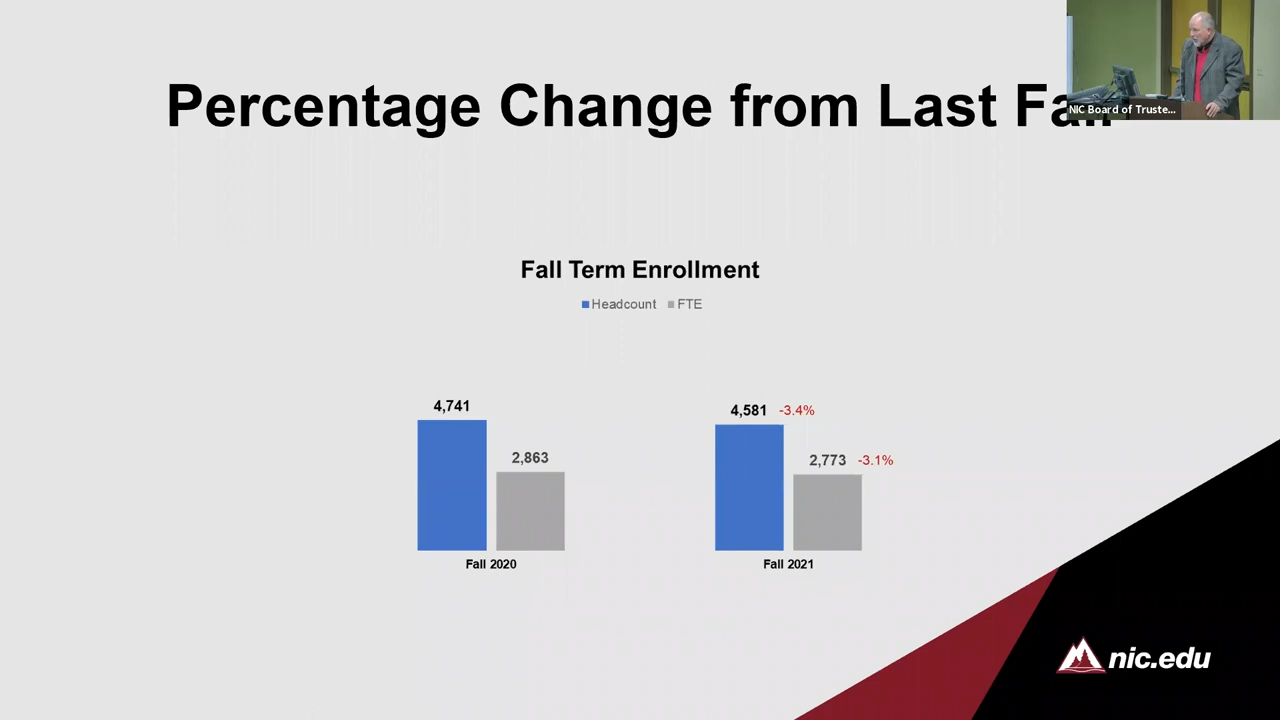 Percentage Change from Last Fall
NIC Board of Truste...
Fall Term Enrollment
Headcount FTE
4,741
2,863
4,581 -3.4%
2,773 -3.1%
Fall 2020
Fall 2021
nic.edu